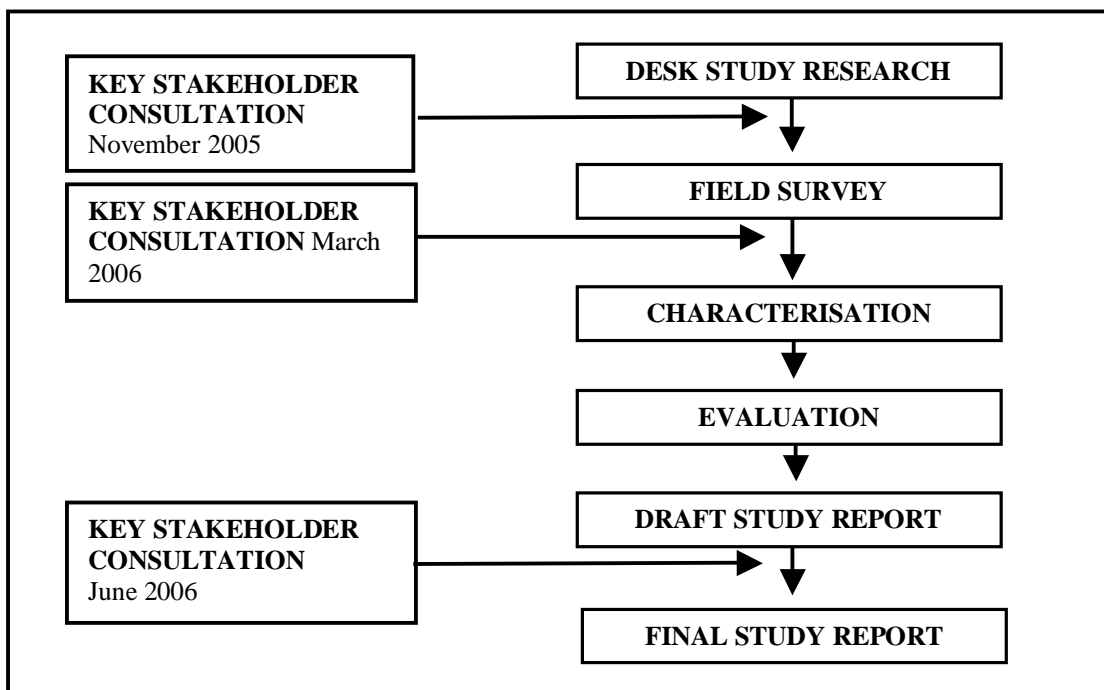 DESK STUDY RESEARCH
KEY STAKEHOLDER
CONSULTATION
November 2005
FIELD SURVEY
KEY STAKEHOLDER
CONSULTATION March
2006
CHARACTERISATION
EVALUATION
DRAFT STUDY REPORT
KEY STAKEHOLDER
CONSULTATION
June 2006
FINAL STUDY REPORT